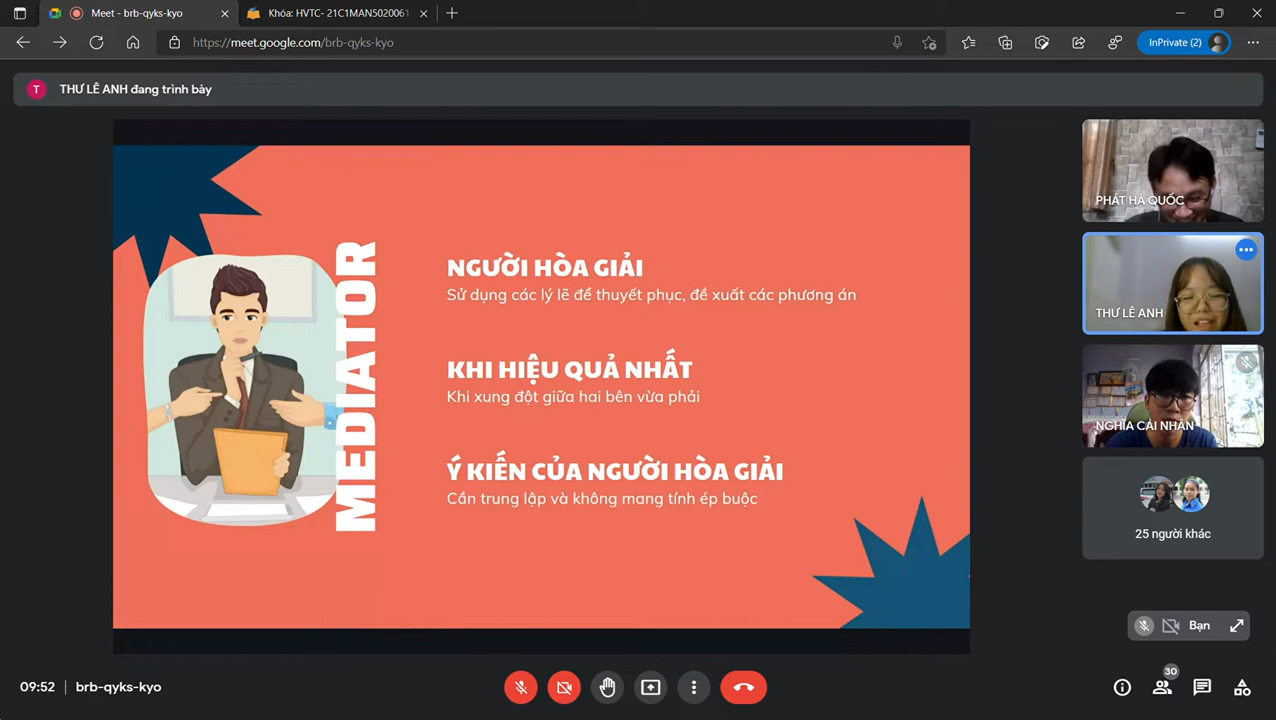 Meet - brb-qyks-kyo
Khóa: HVTC- 21C1MAN5020061
https://meet.google.com/brb-qyks-kyo
InPrivate (2)
T
THƯ LÊ ANH đang trình bày
MEDIATOR
NGƯỜI HÒA GIẢI
Sử dụng các lý lẽ để thuyết phục, đề xuất các phương án
KHI HIỆU QUẢ NHẤT
Khi xung đột giữa hai bên vừa phải
Ý KIẾN CỦA NGƯỜI HÒA GIẢI
Cần trung lập và không mang tính ép buộc
PHÁT HÀ QUỐC
THƯ LÊ ANH
NGHĨA CÁI NHÂN
25 người khác
Bạn
09:52
brb-qyks-kyo
30